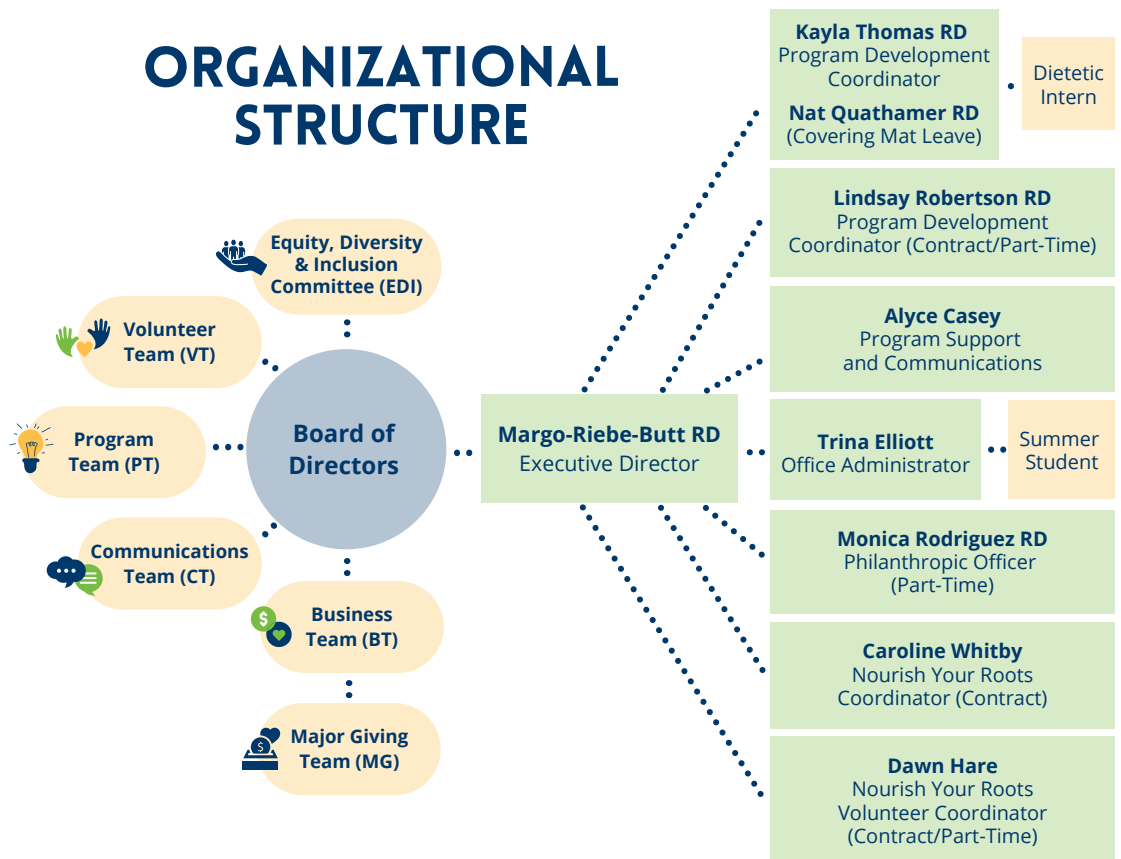 ORGANIZATIONAL
STRUCTURE
Equity, Diversity
& Inclusion
Committee (EDI)
Volunteer
Team (VT)
Program
Team (PT)
Communications
Team (CT)
Business
Team (BT)
Major Giving
Team (MG)
Board of
Directors
Margo-Riebe-Butt RD
Executive Director
Kayla Thomas RD
Program Development
Coordinator
Nat Quathamer RD
(Covering Mat Leave)
Dietetic
Intern
Lindsay Robertson RD
Program Development
Coordinator (Contract/Part-Time)
Alyce Casey
Program Support
and Communications
Trina Elliott
Office Administrator
Summer
Student
Monica Rodriguez RD
Philanthropic Officer
(Part-Time)
Caroline Whitby
Nourish Your Roots
Coordinator (Contract)
Dawn Hare
Nourish Your Roots
Volunteer Coordinator
(Contract/Part-Time)